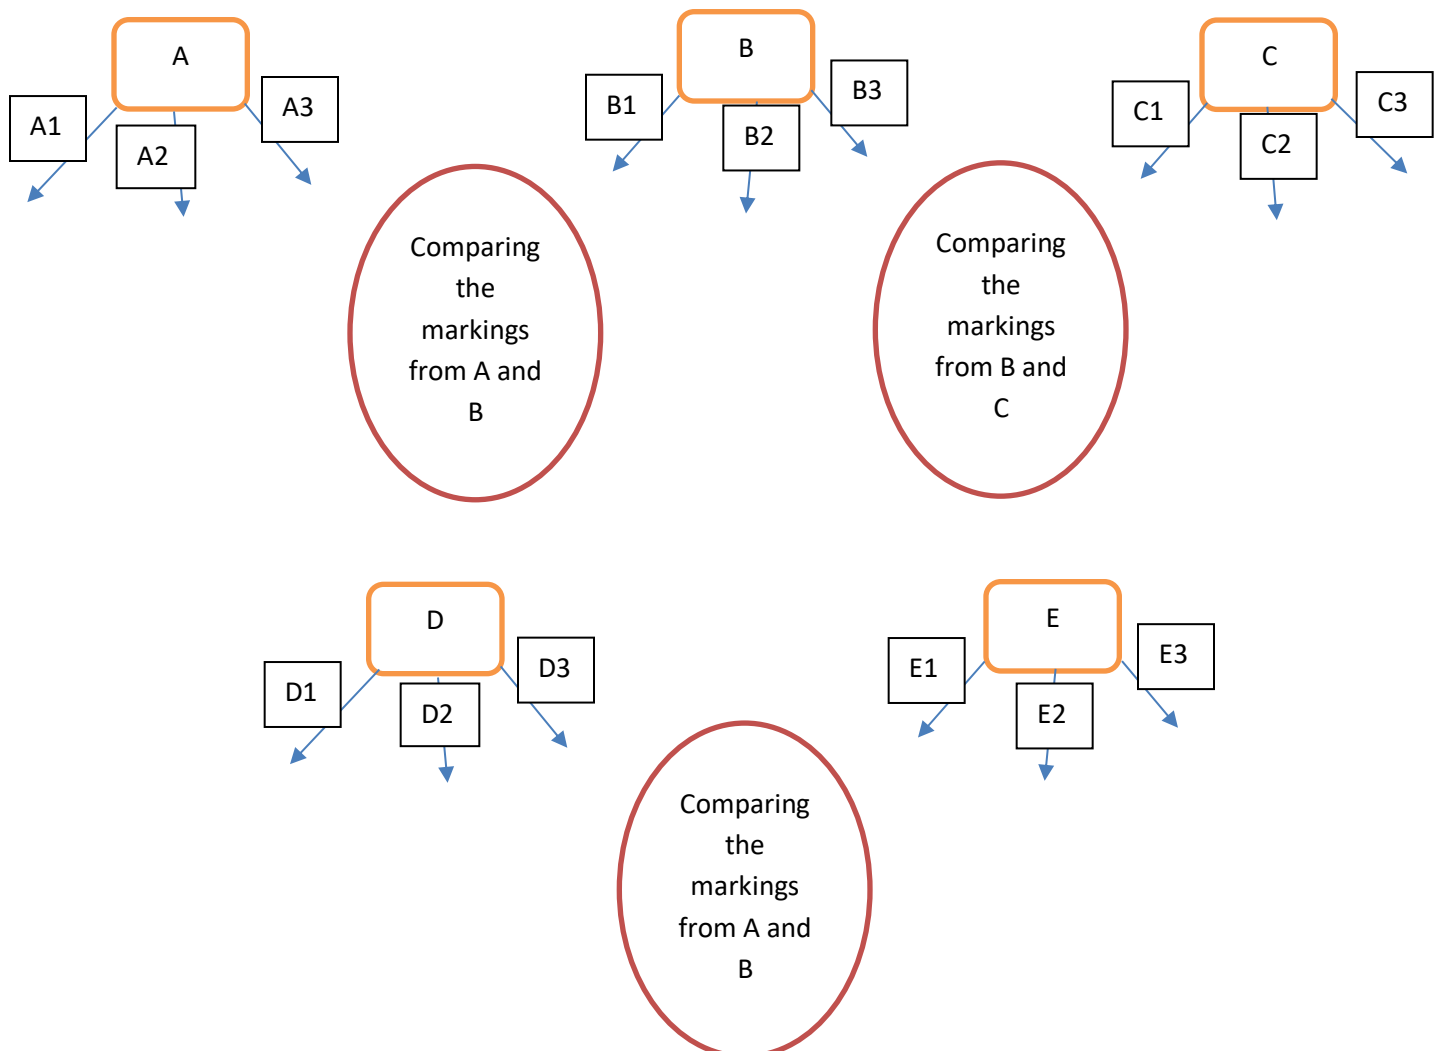 A
B
C
A1
A2
A3
B1
B2
B3
C1
C2
C3
Comparing
the
markings
from A and
B
Comparing
the
markings
from B and
C
D
E
D1
D2
D3
E1
E2
E3
Comparing
the
markings
from A and
B